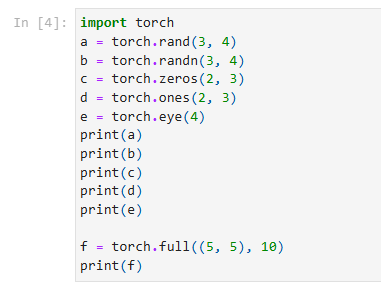 In [4]:
import torch
a = torch.rand(3, 4)
b = torch.randn(3, 4)
c = torch.zeros(2, 3)
d = torch.ones(2, 3)
e = torch.eye(4)
print(a)
print(b)
print(c)
print(d)
print(e)

f = torch.full((5, 5), 10)
print(f)